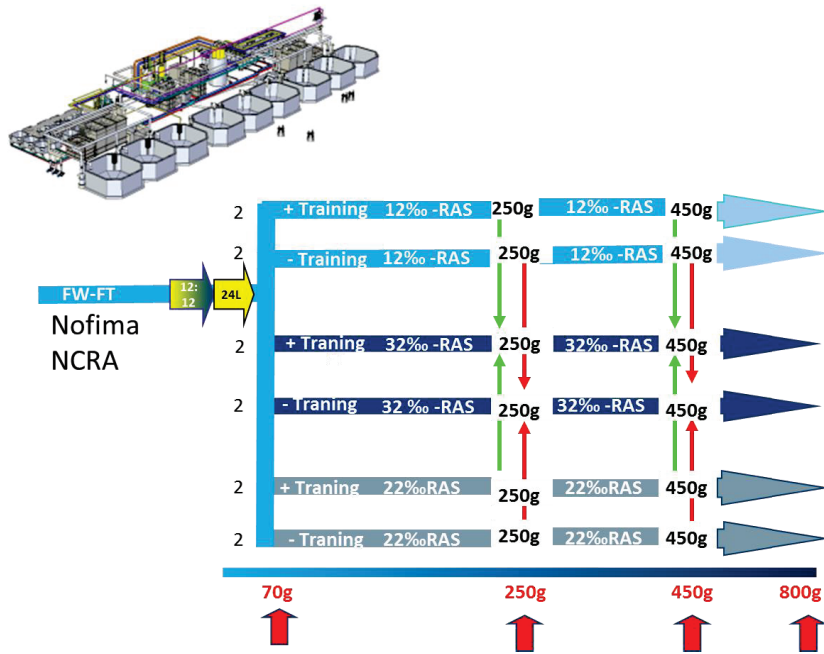 2 + Training 12‰ -RAS 250g 12‰ -RAS 450g
2 - Training 12‰ -RAS 250g 12‰ -RAS 450g
FW-FT 12: 24L
12
Nofima
NCRA
2 + Traning 32‰ -RAS 250g 32‰ -RAS 450g
2 - Traning 32 ‰ -RAS 250g 32‰ -RAS 450g
2 + Traning 22‰RAS 250g 22‰RAS 450g
2 - Traning 22‰RAS 250g 22‰RAS 450g
70g 250g 450g 800g